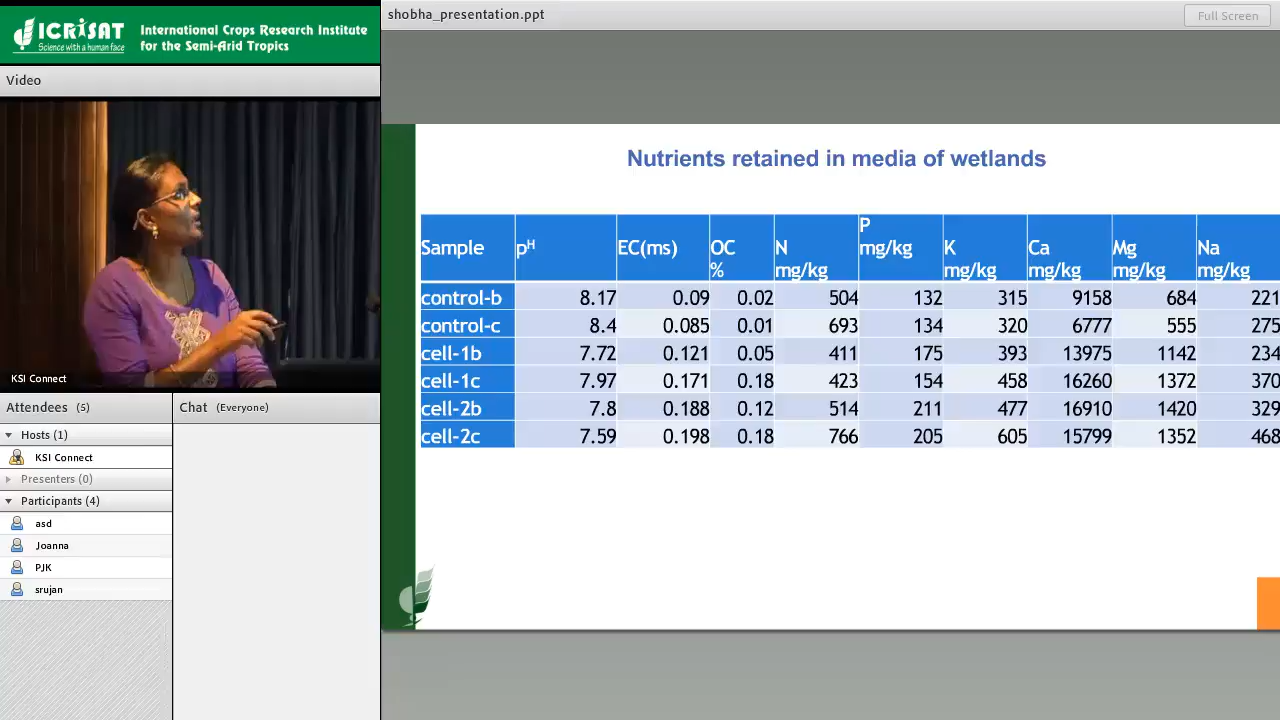 ICRISAT
Science with a human face
International Crops Research Institute
for the Semi-Arid Tropics
shobha_presentation.ppt
Full Screen
Video
KSI Connect
Attendees (5)
Hosts (1)
KSI Connect
Presenters (0)
Participants (4)
asd
Joanna
PJK
srujan
Chat (Everyone)
Nutrients retained in media of wetlands
Sample pH EC(ms) OC % N mg/kg P mg/kg K mg/kg Ca mg/kg Mg mg/kg Na mg/kg
control-b 8.17 0.09 0.02 504 132 315 9158 684 221
control-c 8.4 0.085 0.01 693 134 320 6777 555 275
cell-1b 7.72 0.121 0.05 411 175 393 13975 1142 234
cell-1c 7.97 0.171 0.18 423 154 458 16260 1372 370
cell-2b 7.8 0.188 0.12 514 211 477 16910 1420 329
cell-2c 7.59 0.198 0.18 766 205 605 15799 1352 468